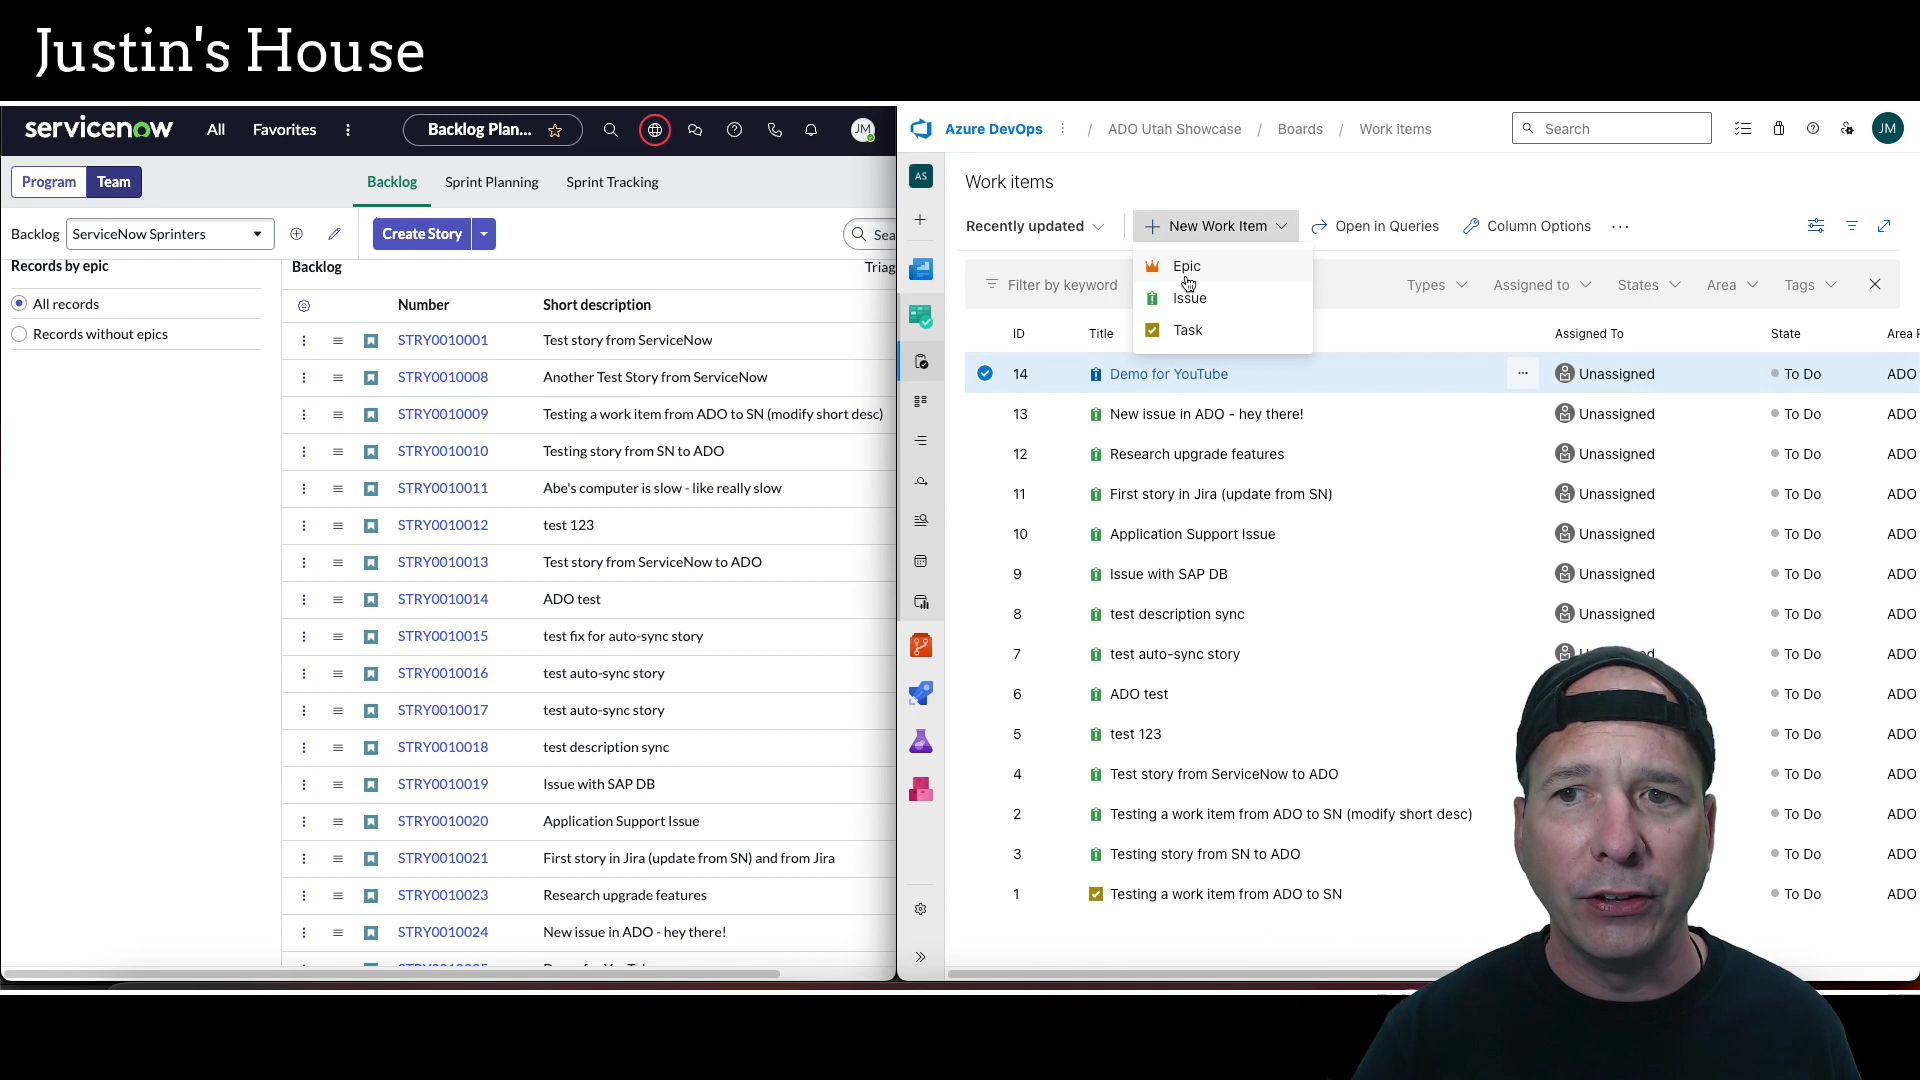 Justin's House
servicenow All Favorites Backlog Plan... JM
Program Team Backlog Sprint Planning Sprint Tracking
Backlog ServiceNow Sprinters Create Story Sea
Records by epic
All records
Records without epics
Backlog Triag
Number Short description
STRY0010001 Test story from ServiceNow
STRY0010008 Another Test Story from ServiceNow
STRY0010009 Testing a work item from ADO to SN (modify short desc)
STRY0010010 Testing story from SN to ADO
STRY0010011 Abe's computer is slow - like really slow
STRY0010012 test 123
STRY0010013 Test story from ServiceNow to ADO
STRY0010014 ADO test
STRY0010015 test fix for auto-sync story
STRY0010016 test auto-sync story
STRY0010017 test auto-sync story
STRY0010018 test description sync
STRY0010019 Issue with SAP DB
STRY0010020 Application Support Issue
STRY0010021 First story in Jira (update from SN) and from Jira
STRY0010023 Research upgrade features
STRY0010024 New issue in ADO - hey there!
Azure DevOps / ADO Utah Showcase / Boards / Work items Search JM
AS
Work items
Recently updated New Work Item Open in Queries Column Options
Epic
Issue
Task
Filter by keyword Types Assigned to States Area Tags
ID Title Assigned To State Area P
14 Demo for YouTube Unassigned To Do ADO
13 New issue in ADO - hey there! Unassigned To Do ADO
12 Research upgrade features Unassigned To Do ADO
11 First story in Jira (update from SN) Unassigned To Do ADO
10 Application Support Issue Unassigned To Do ADO
9 Issue with SAP DB Unassigned To Do ADO
8 test description sync Unassigned To Do ADO
7 test auto-sync story To Do ADO
6 ADO test To Do ADO
5 test 123 To Do ADO
4 Test story from ServiceNow to ADO To Do ADO
2 Testing a work item from ADO to SN (modify short desc) To Do ADO
3 Testing story from SN to ADO To Do ADO
1 Testing a work item from ADO to SN To Do ADO